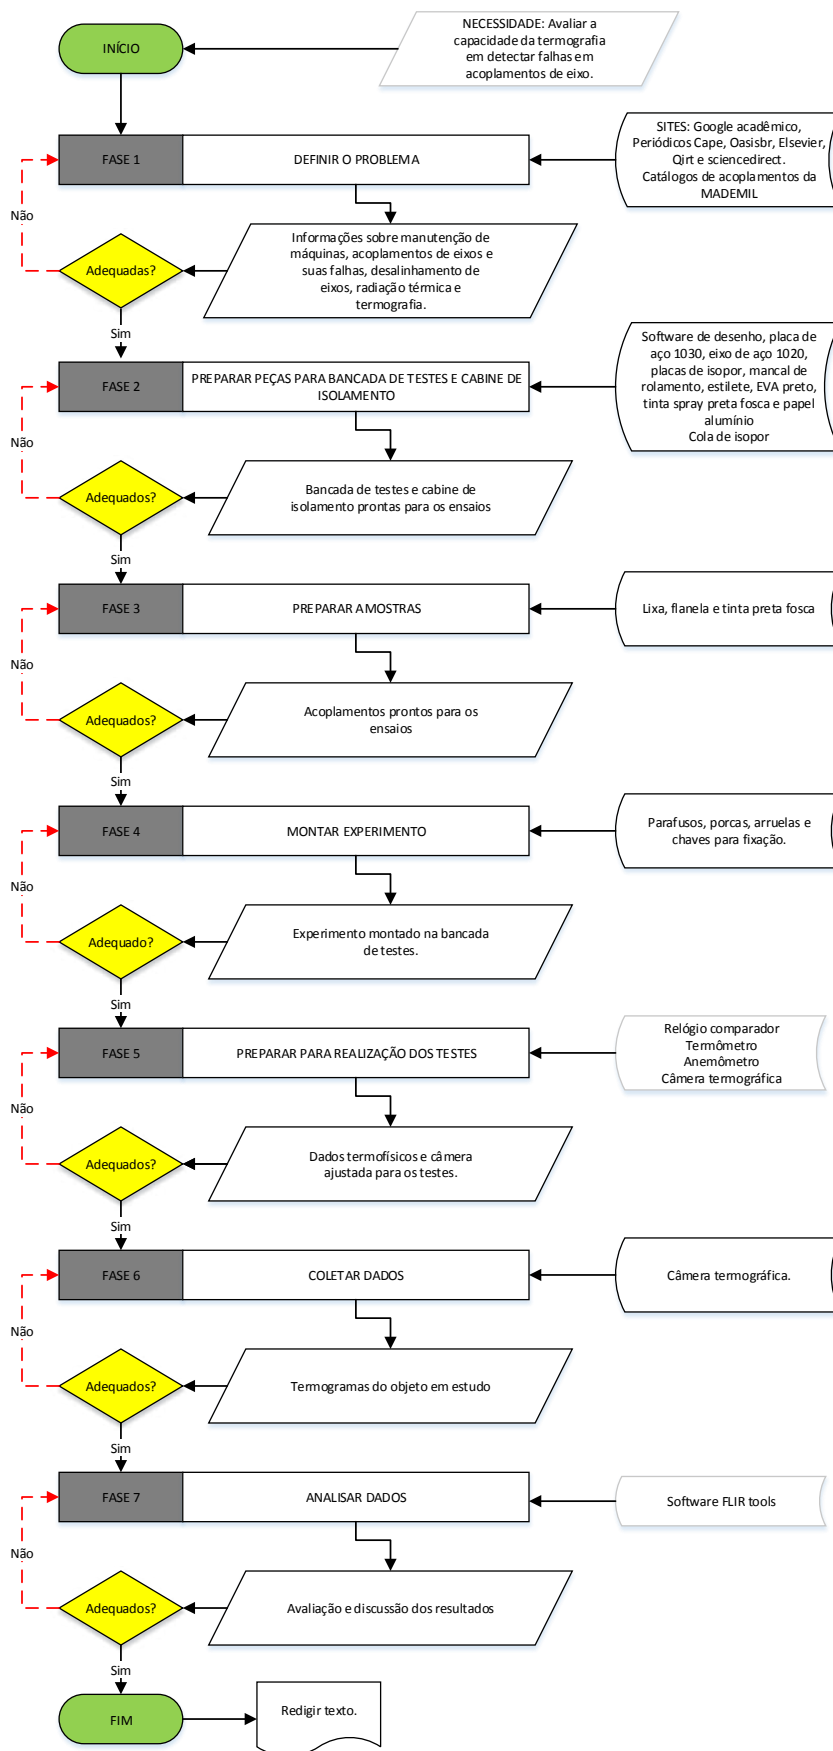 INÍCIO
NECESSIDADE: Avaliar a
capacidade da termografia
em detectar falhas em
acoplamentos de eixo.
FASE 1
DEFINIR O PROBLEMA
SITES: Google acadêmico,
Periódicos Cape, Oasisbr, Elsevier,
Qirt e sciencedirect.
Catálogos de acoplamentos da
MADEMIL
Não
Adequadas?
Informações sobre manutenção de
máquinas, acoplamentos de eixos e
suas falhas, desalinhamento de
eixos, radiação térmica e
termografia.
Sim
FASE 2
PREPARAR PEÇAS PARA BANCADA DE TESTES E CABINE DE
ISOLAMENTO
Software de desenho, placa de
aço 1030, eixo de aço 1020,
placas de isopor, mancal de
rolamento, estilete, EVA preto,
tinta spray preta fosca e papel
alumínio
Cola de isopor
Não
Adequados?
Bancada de testes e cabine de
isolamento prontas para os ensaios
Sim
FASE 3
PREPARAR AMOSTRAS
Lixa, flanela e tinta preta fosca
Não
Adequados?
Acoplamentos prontos para os
ensaios
Sim
FASE 4
MONTAR EXPERIMENTO
Parafusos, porcas, arruelas e
chaves para fixação.
Não
Adequado?
Experimento montado na bancada
de testes.
Sim
FASE 5
PREPARAR PARA REALIZAÇÃO DOS TESTES
Relógio comparador
Termômetro
Anemômetro
Câmera termográfica
Não
Adequados?
Dados termofísicos e câmera
ajustada para os testes.
Sim
FASE 6
COLETAR DADOS
Câmera termográfica.
Não
Adequados?
Termogramas do objeto em estudo
Sim
FASE 7
ANALISAR DADOS
Software FLIR tools
Não
Adequados?
Avaliação e discussão dos resultados
Sim
FIM
Redigir texto.